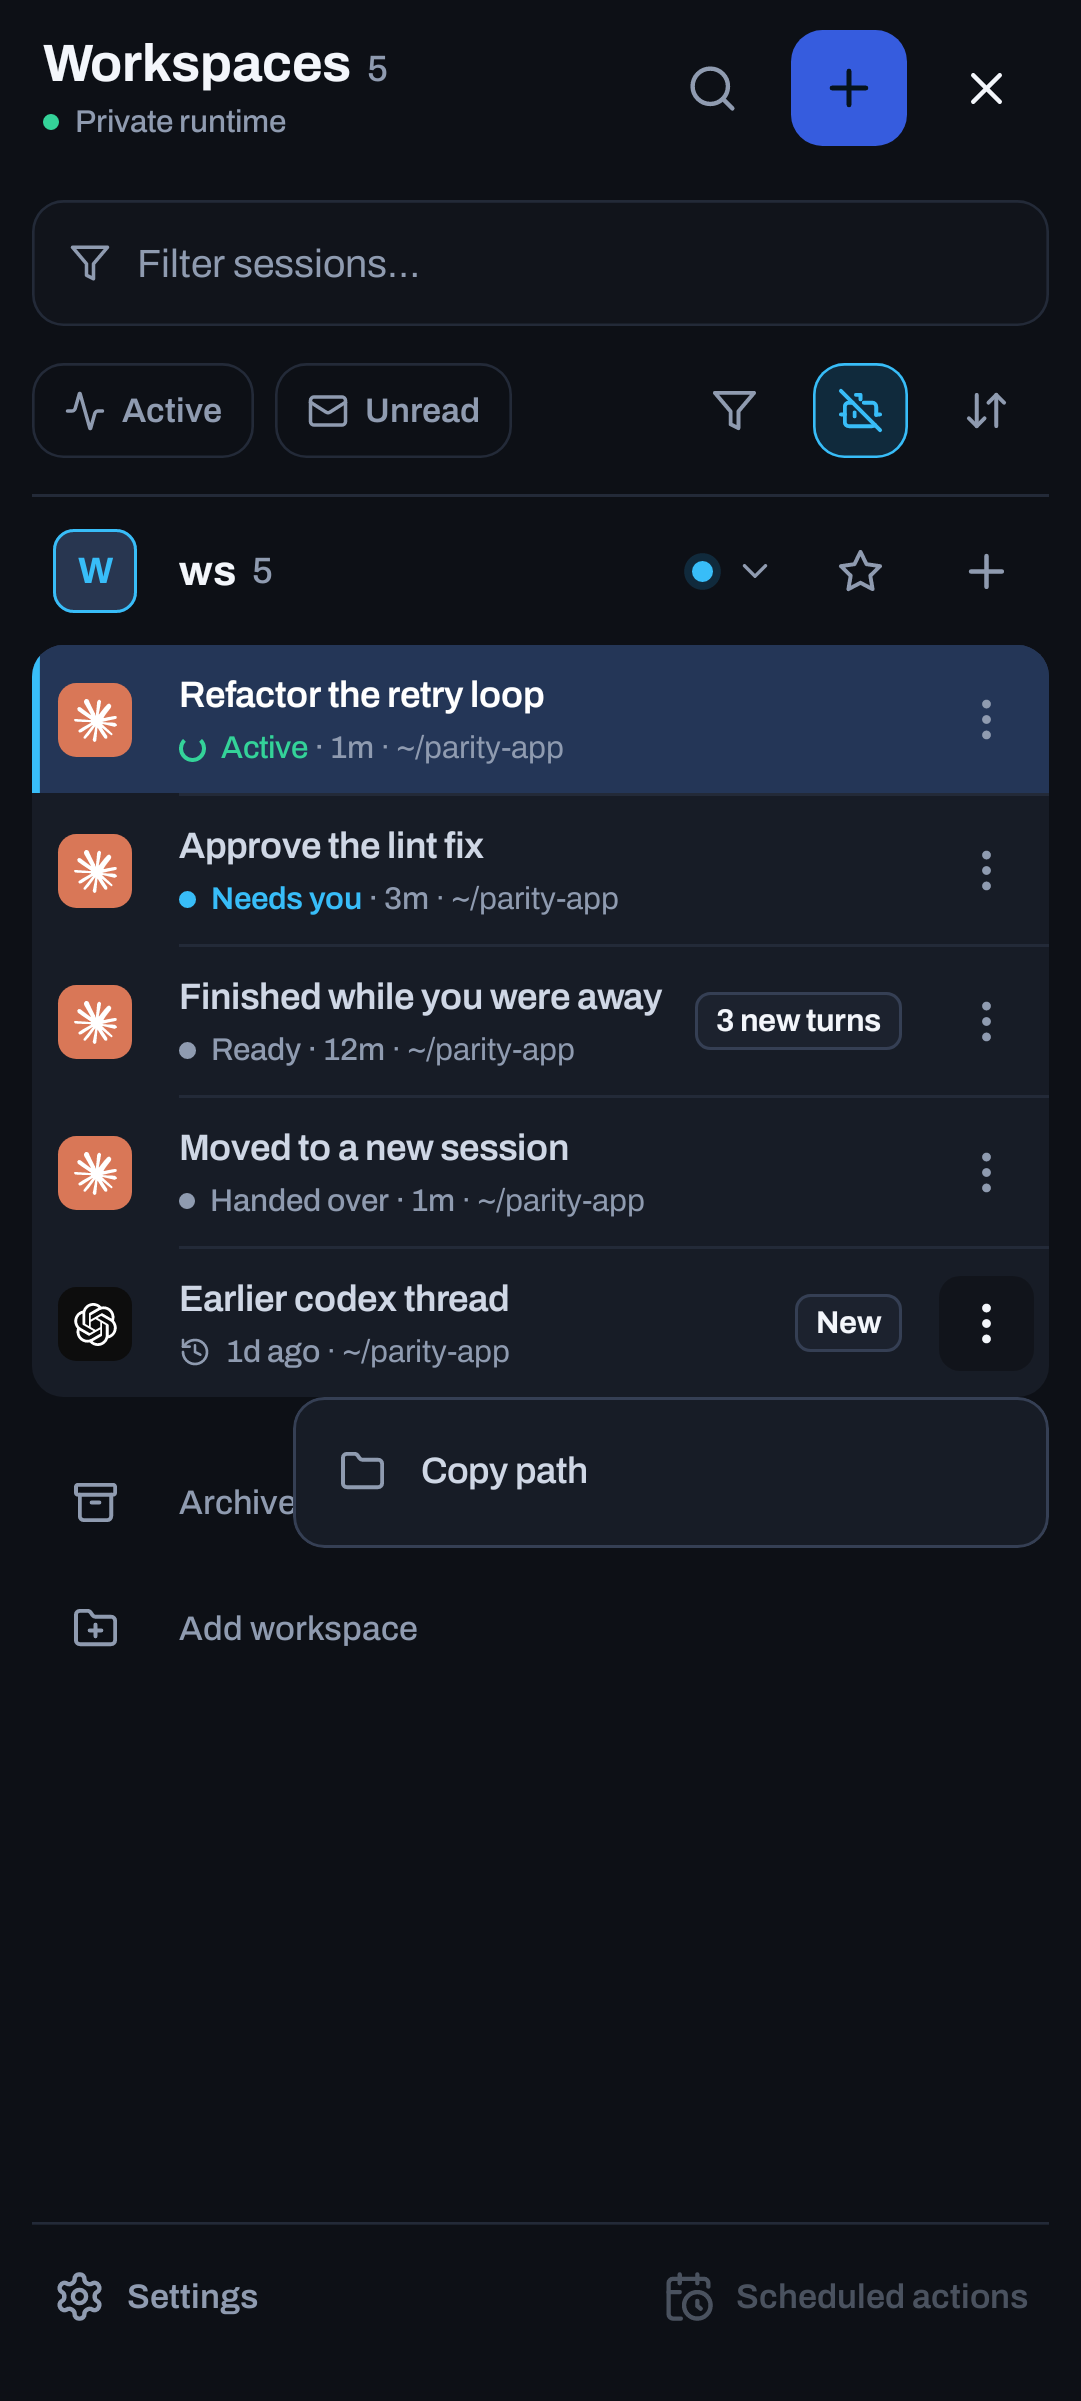 Workspaces 5
Private runtime
Filter sessions...
Active
Unread
W
ws 5
Refactor the retry loop
Active · 1m · ~/parity-app
Approve the lint fix
Needs you · 3m · ~/parity-app
Finished while you were away
3 new turns
Ready · 12m · ~/parity-app
Moved to a new session
Handed over · 1m · ~/parity-app
Earlier codex thread
New
1d ago · ~/parity-app
Copy path
Archive
Add workspace
Settings
Scheduled actions